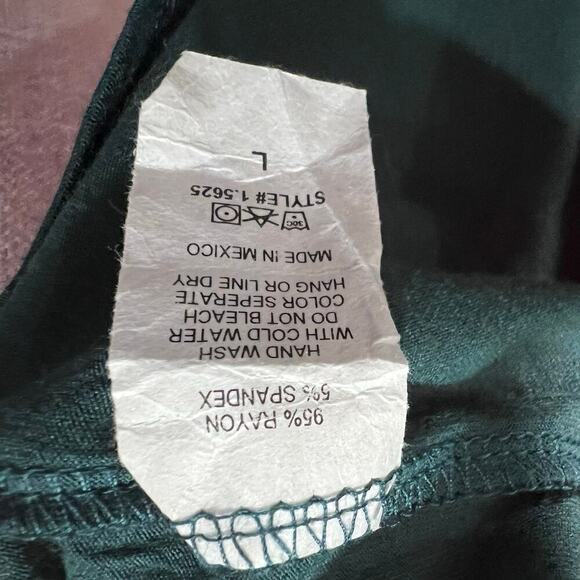 95% RAYON
5% SPANDEX
HAND WASH
WITH COLD WATER
DO NOT BLEACH
COLOR SEPERATE
HANG OR LINE DRY
MADE IN MEXICO
30C
STYLE# 1.5625
L